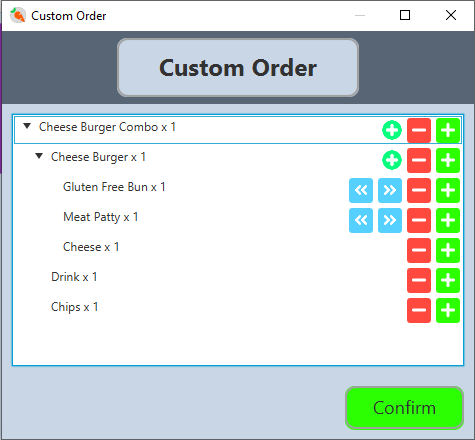 Custom Order
Custom Order
Cheese Burger Combo x 1
Cheese Burger x 1
Gluten Free Bun x 1
Meat Patty x 1
Cheese x 1
Drink x 1
Chips x 1
Confirm